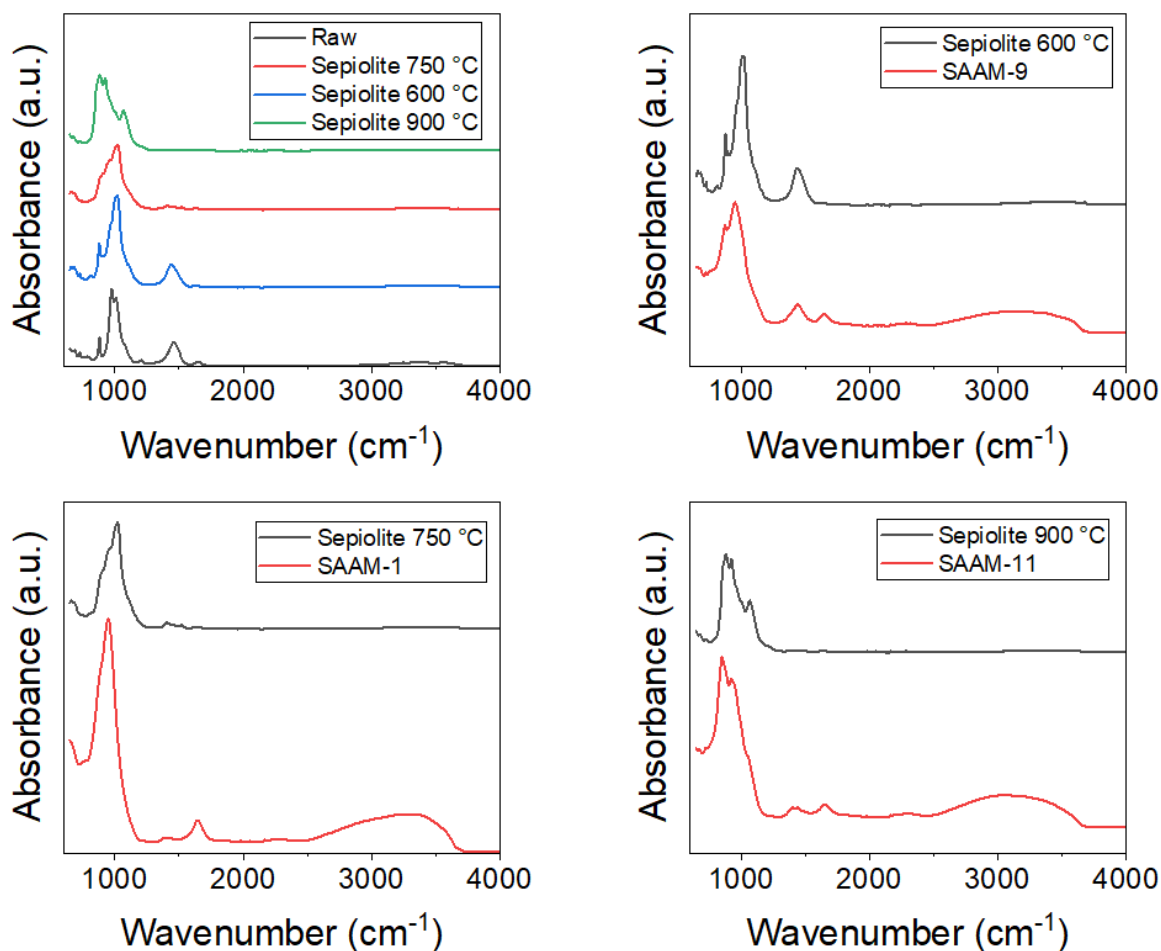 Absorbance (a.u.)
Raw
Sepiolite 750 °C
Sepiolite 600 °C
Sepiolite 900 °C
1000 2000 3000 4000
Wavenumber (cm-1)
Absorbance (a.u.)
Sepiolite 600 °C
SAAM-9
1000 2000 3000 4000
Wavenumber (cm-1)
Absorbance (a.u.)
Sepiolite 750 °C
SAAM-1
1000 2000 3000 4000
Wavenumber (cm-1)
Absorbance (a.u.)
Sepiolite 900 °C
SAAM-11
1000 2000 3000 4000
Wavenumber (cm-1)